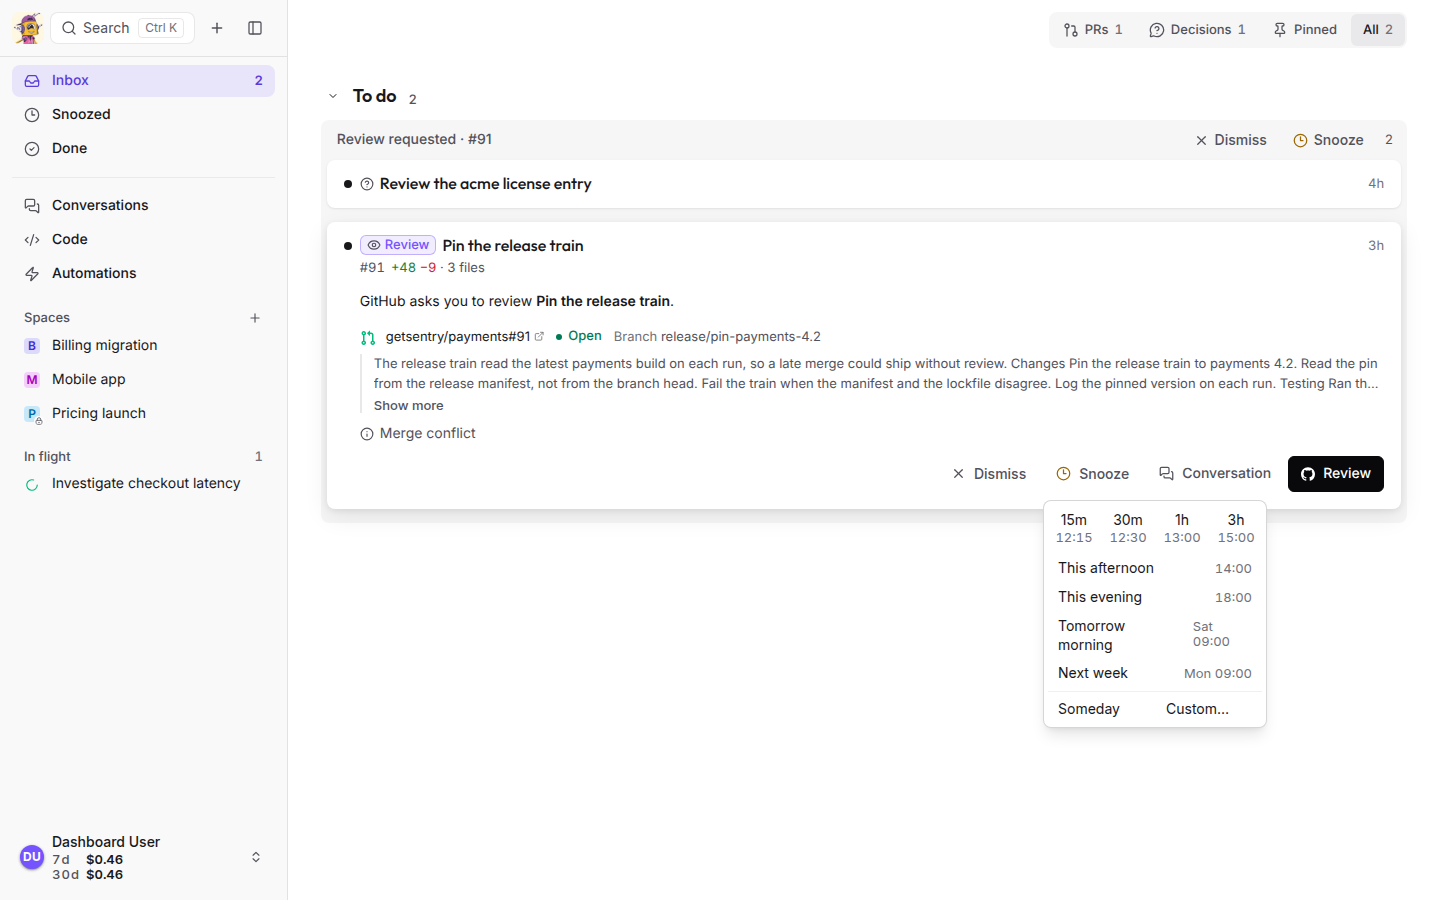 Search Ctrl K
PRs 1 Decisions 1 Pinned All 2
Inbox 2
Snoozed
Done
Conversations
Code
Automations
Spaces
B Billing migration
M Mobile app
P Pricing launch
In flight 1
Investigate checkout latency
DU Dashboard User
7d $0.46
30d $0.46
To do 2
Review requested · #91 Dismiss Snooze 2
Review the acme license entry 4h
Review Pin the release train 3h
#91 +48 −9 · 3 files
GitHub asks you to review Pin the release train.
getsentry/payments#91 Open Branch release/pin-payments-4.2
The release train read the latest payments build on each run, so a late merge could ship without review. Changes Pin the release train to payments 4.2. Read the pin
from the release manifest, not from the branch head. Fail the train when the manifest and the lockfile disagree. Log the pinned version on each run. Testing Ran th...
Show more
Merge conflict
Dismiss Snooze Conversation Review
15m 30m 1h 3h
12:15 12:30 13:00 15:00
This afternoon 14:00
This evening 18:00
Tomorrow morning Sat 09:00
Next week Mon 09:00
Someday Custom...